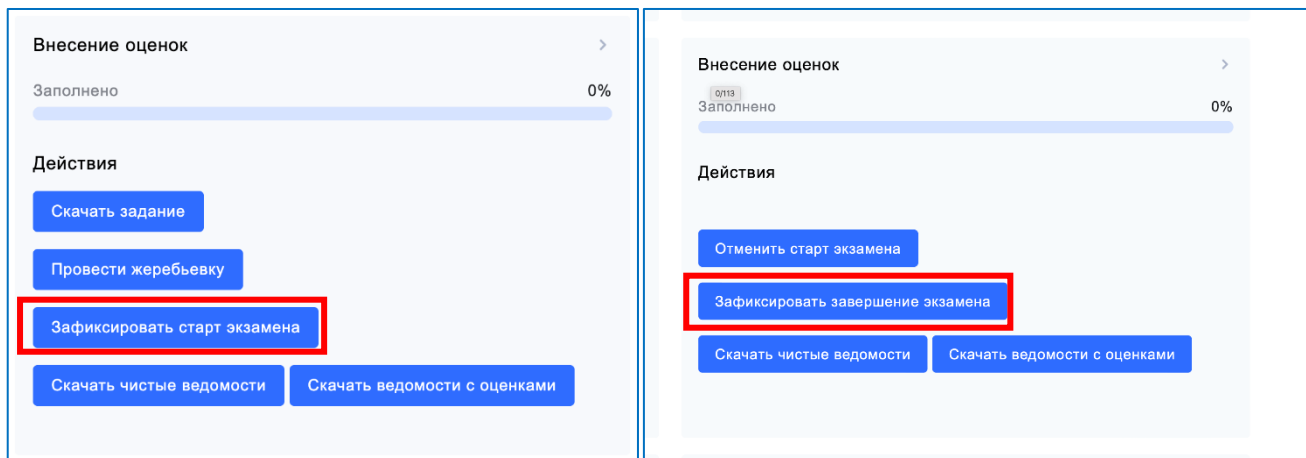 Внесение оценок
Заполнено 0%
Действия
Скачать задание
Провести жеребьевку
Зафиксировать старт экзамена
Скачать чистые ведомости Скачать ведомости с оценками
Внесение оценок
0/113
Заполнено 0%
Действия
Отменить старт экзамена
Зафиксировать завершение экзамена
Скачать чистые ведомости Скачать ведомости с оценками